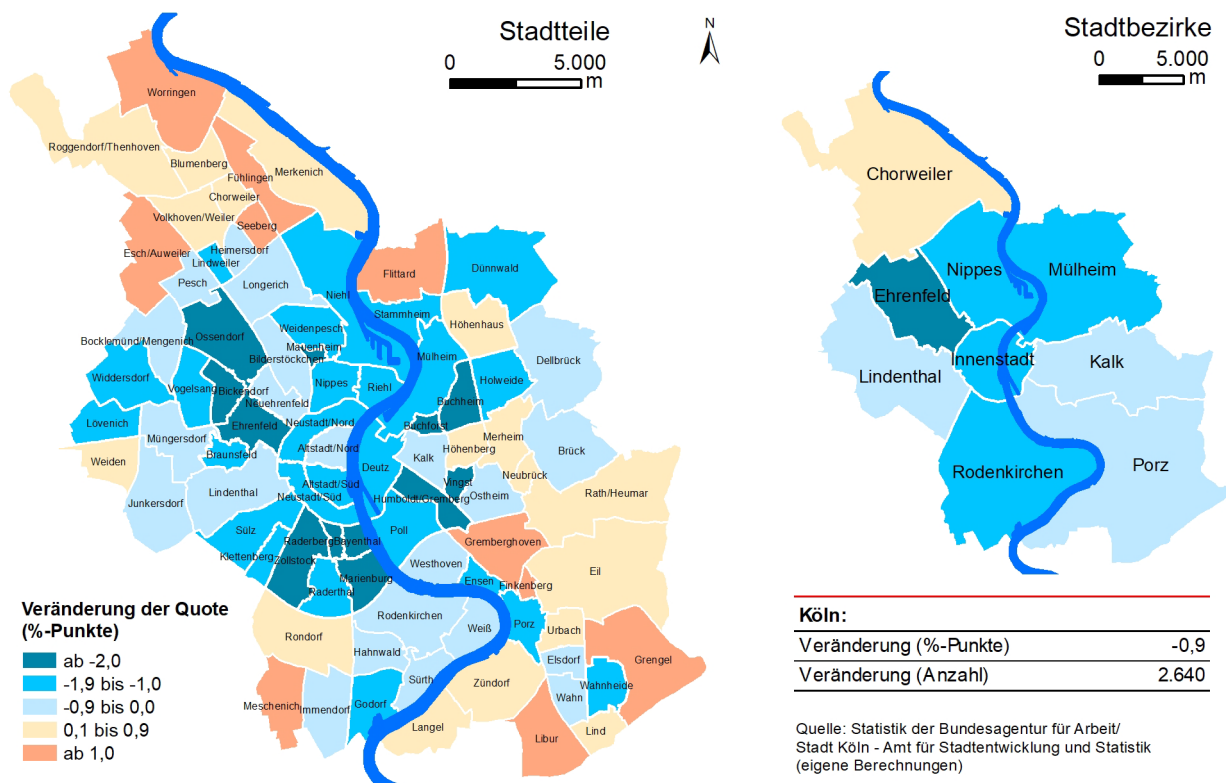 Stadtteile
0 5.000
m
N
Stadtbezirke
0 5.000
m
Worringen
Roggendorf/Thenhoven
Blumenberg
Merkenich
Fühlingen
Chorweiler
Volkhoven/Weiler
Seeberg
Esch/Auweiler
Heimersdorf
Lindweiler
Pesch
Longerich
Niehl
Flittard
Dünnwald
Stammheim
Höhenhaus
Weidenpesch
Ossendorf
Mauenheim
Bocklemünd/Mengenich
Bilderstöckchen
Mülheim
Dellbrück
Widdersdorf
Vogelsang
Bickendorf
Nippes
Riehl
Holweide
Neuehrenfeld
Buchheim
Lövenich
Ehrenfeld
Neustadt/Nord
Buchforst
Müngersdorf
Altstadt/Nord
Kalk
Höhenberg
Merheim
Brück
Braunsfeld
Weiden
Deutz
Neubrück
Lindenthal
Altstadt/Süd
Vingst
Rath/Heumar
Junkersdorf
Neustadt/Süd
Humboldt/Gremberg
Ostheim
Sülz
Poll
Klettenberg
Raderberg
Bayenthal
Gremberghoven
Zollstock
Westhoven
Eil
Marienburg
Ensen
Finkenberg
Raderthal
Rodenkirchen
Weiß
Porz
Urbach
Rondorf
Hahnwald
Elsdorf
Grengel
Sürth
Zündorf
Wahnheide
Meschenich
Immendorf
Godorf
Wahn
Langel
Libur
Lind
Chorweiler
Nippes
Mülheim
Ehrenfeld
Innenstadt
Kalk
Lindenthal
Rodenkirchen
Porz
Veränderung der Quote
(%-Punkte)
ab -2,0
-1,9 bis -1,0
-0,9 bis 0,0
0,1 bis 0,9
ab 1,0
Köln:
Veränderung (%-Punkte) -0,9
Veränderung (Anzahl) 2.640
Quelle: Statistik der Bundesagentur für Arbeit/
Stadt Köln - Amt für Stadtentwicklung und Statistik
(eigene Berechnungen)